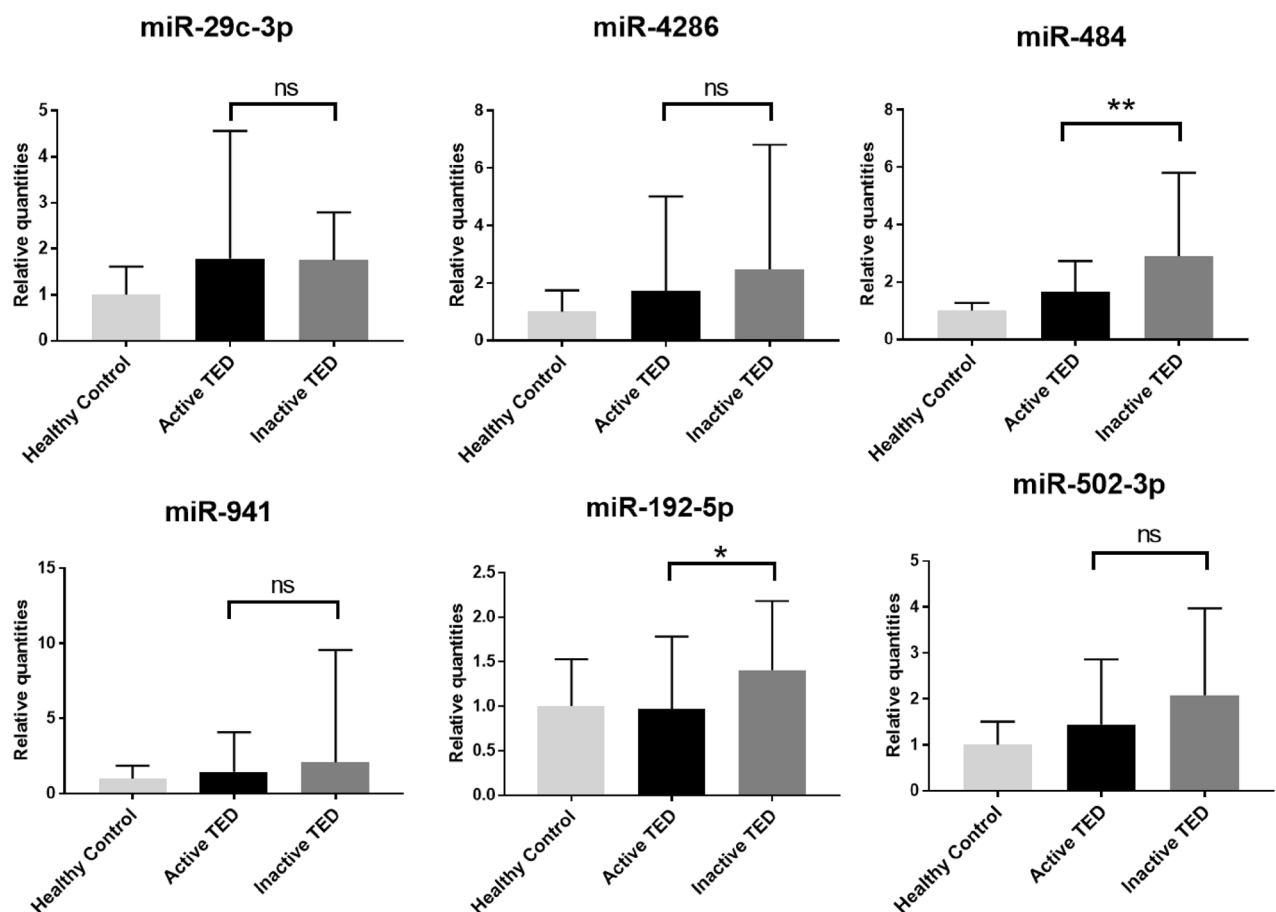 miR-29c-3p
ns
Relative quantities
5
4
3
2
1
0
Healthy Control
Active TED
Inactive TED
miR-4286
ns
Relative quantities
8
6
4
2
0
Healthy Control
Active TED
Inactive TED
miR-484
**
Relative quantities
8
6
4
2
0
Healthy Control
Active TED
Inactive TED
miR-941
ns
Relative quantities
15
10
5
0
Healthy Control
Active TED
Inactive TED
miR-192-5p
*
Relative quantities
2.5
2.0
1.5
1.0
0.5
0.0
Healthy Control
Active TED
Inactive TED
miR-502-3p
ns
Relative quantities
5
4
3
2
1
0
Healthy Control
Active TED
Inactive TED